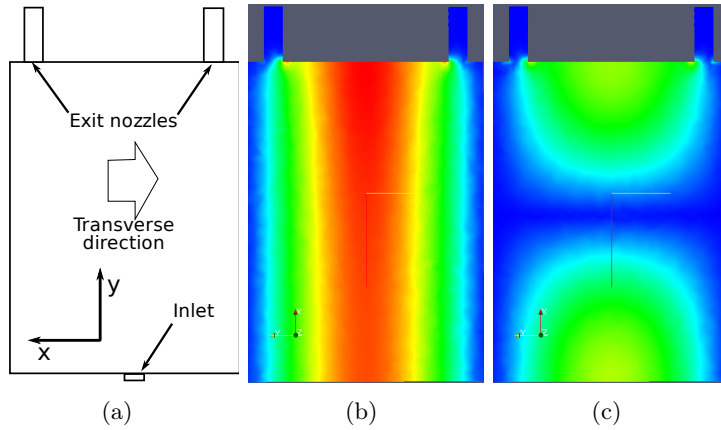 Exit nozzles
Transverse
direction
y
x
Inlet
(a)
(b)
(c)